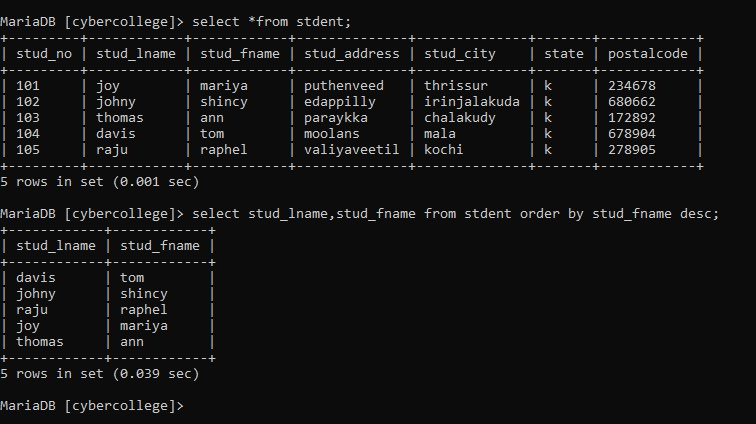 MariaDB [cybercollege]> select *from stdent;
+---------+------------+------------+---------------+-------------+-------+------------+
| stud_no | stud_lname | stud_fname | stud_address | stud_city | state | postalcode |
+---------+------------+------------+---------------+-------------+-------+------------+
| 101 | joy | mariya | puthenveed | thrissur | k | 234678 |
| 102 | johny | shincy | edappilly | irinjalakuda | k | 680662 |
| 103 | thomas | ann | paraykka | chalakudy | k | 172892 |
| 104 | davis | tom | moolans | mala | k | 678904 |
| 105 | raju | raphel | valiyaveetil | kochi | k | 278905 |
+---------+------------+------------+---------------+-------------+-------+------------+
5 rows in set (0.001 sec)
MariaDB [cybercollege]> select stud_lname,stud_fname from stdent order by stud_fname desc;
+------------+------------+
| stud_lname | stud_fname |
+------------+------------+
| davis | tom |
| johny | shincy |
| raju | raphel |
| joy | mariya |
| thomas | ann |
+------------+------------+
5 rows in set (0.039 sec)
MariaDB [cybercollege]>